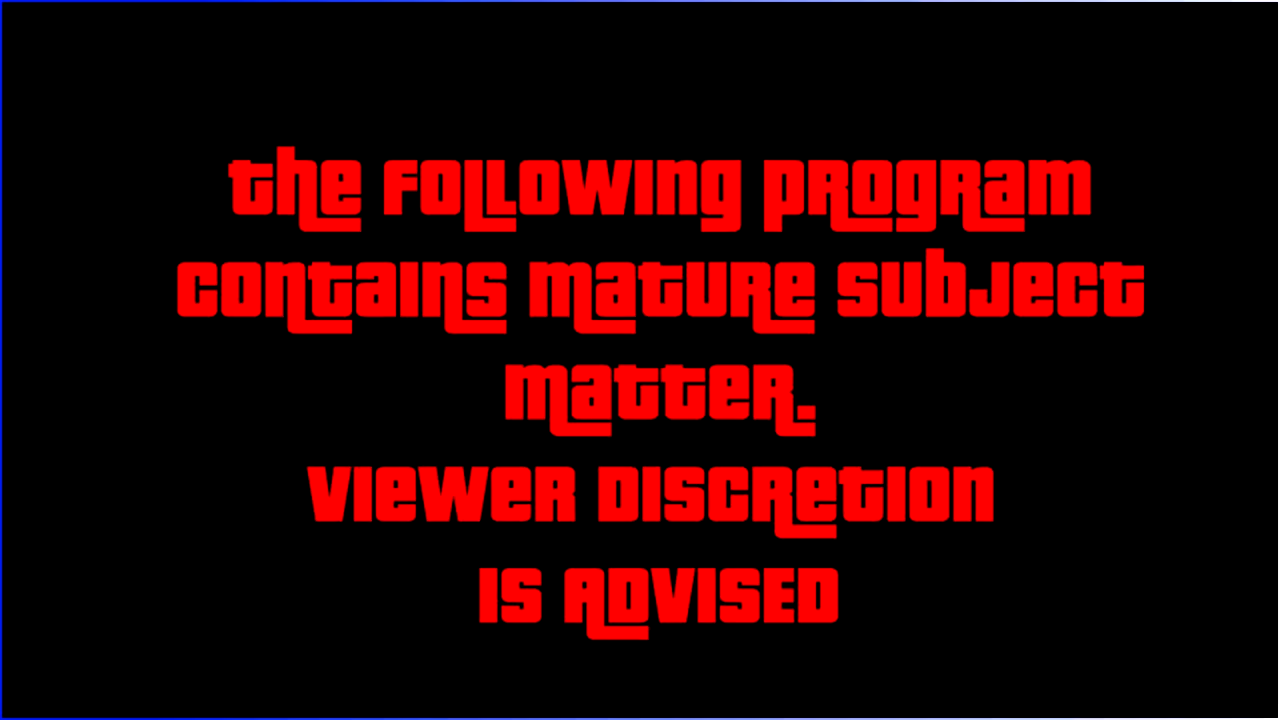 the following program
contains mature subject
matter.
viewer discretion
is ADVISED